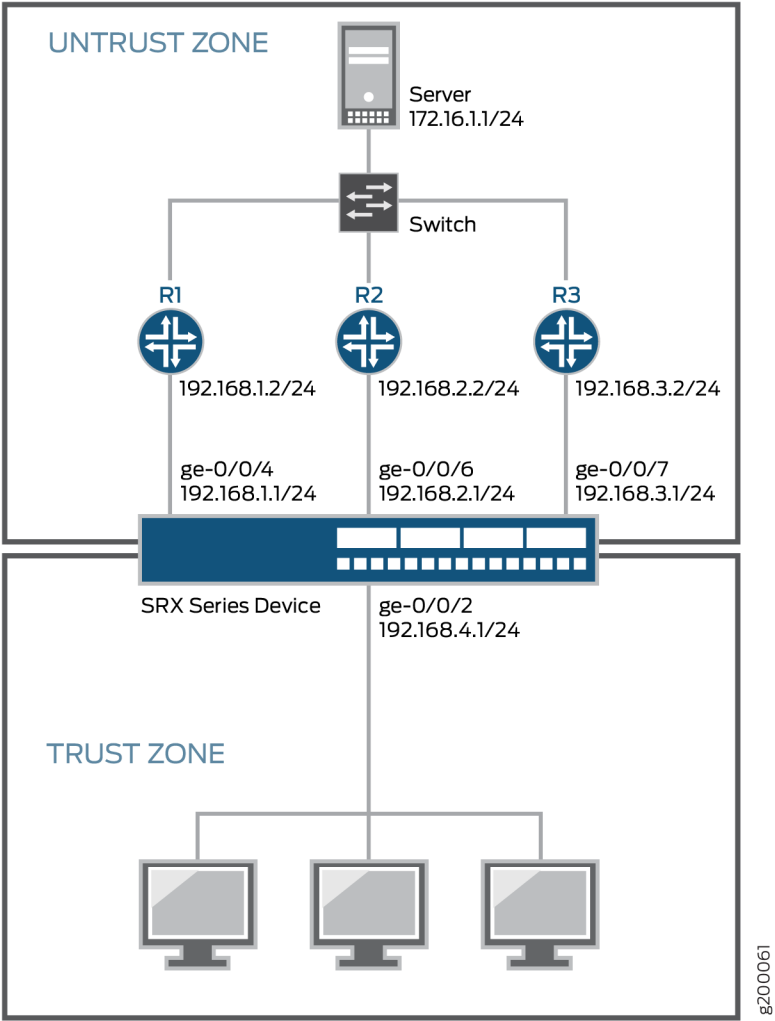 UNTRUST ZONE
Server
172.16.1.1/24
Switch
R1
R2
R3
192.168.1.2/24
192.168.2.2/24
192.168.3.2/24
ge-0/0/4
192.168.1.1/24
ge-0/0/6
192.168.2.1/24
ge-0/0/7
192.168.3.1/24
SRX Series Device
ge-0/0/2
192.168.4.1/24
TRUST ZONE
g200061